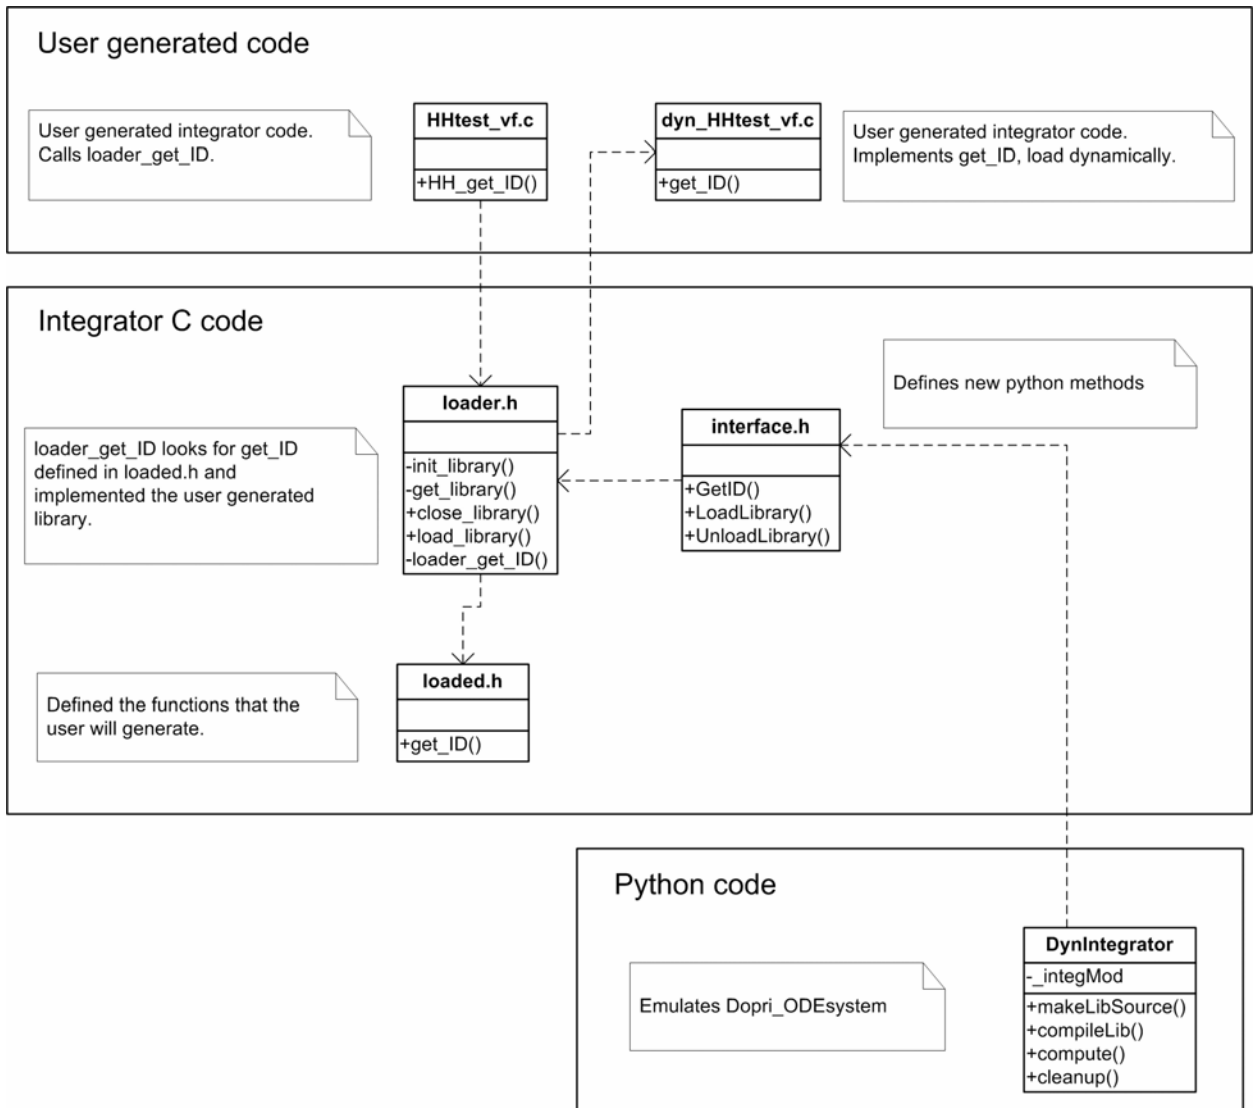 User generated code
User generated integrator code.
Calls loader_get_ID.
HHtest_vf.c
+HH_get_ID()
dyn_HHtest_vf.c
+get_ID()
User generated integrator code.
Implements get_ID, load dynamically.
Integrator C code
loader_get_ID looks for get_ID
defined in loaded.h and
implemented the user generated
library.
loader.h
-init_library()
-get_library()
+close_library()
+load_library()
-loader_get_ID()
interface.h
+GetID()
+LoadLibrary()
+UnloadLibrary()
Defines new python methods
Defined the functions that the
user will generate.
loaded.h
+get_ID()
Python code
Emulates Dopri_ODEsystem
DynIntegrator
-_integMod
+makeLibSource()
+compileLib()
+compute()
+cleanup()